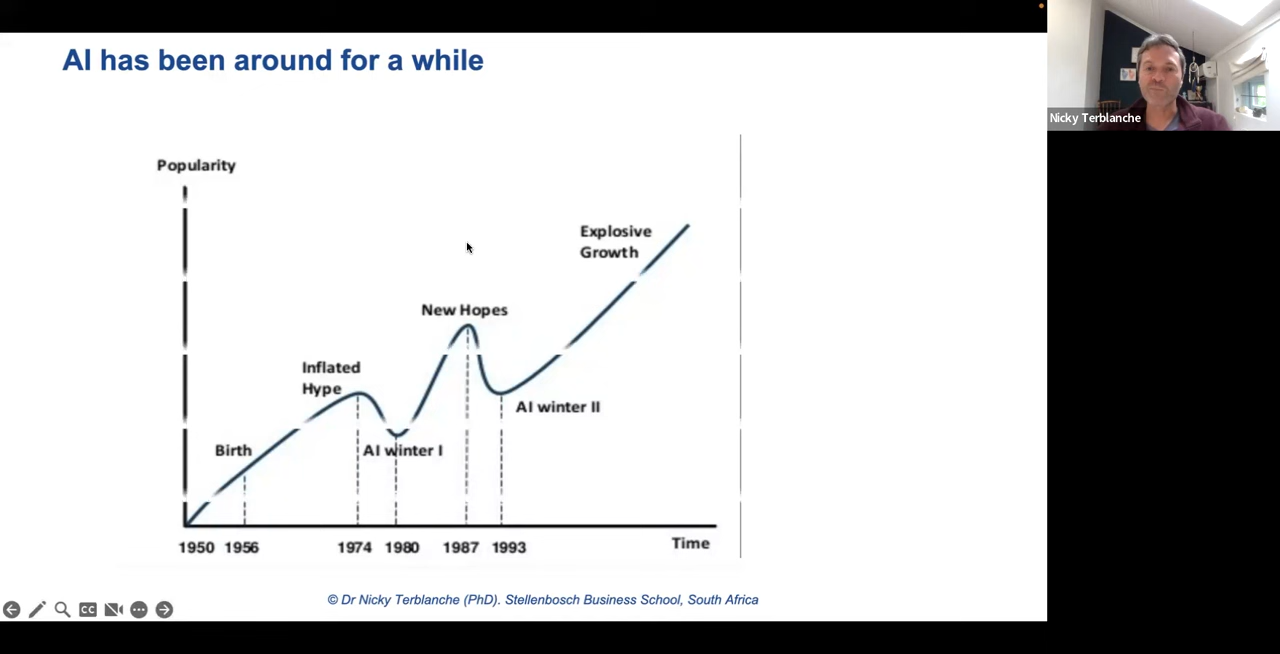 AI has been around for a while
Nicky Terblanche
Popularity
Explosive
Growth
New Hopes
Inflated
Hype
AI winter II
Birth
AI winter I
1950 1956 1974 1980 1987 1993
Time
© Dr Nicky Terblanche (PhD). Stellenbosch Business School, South Africa
CC